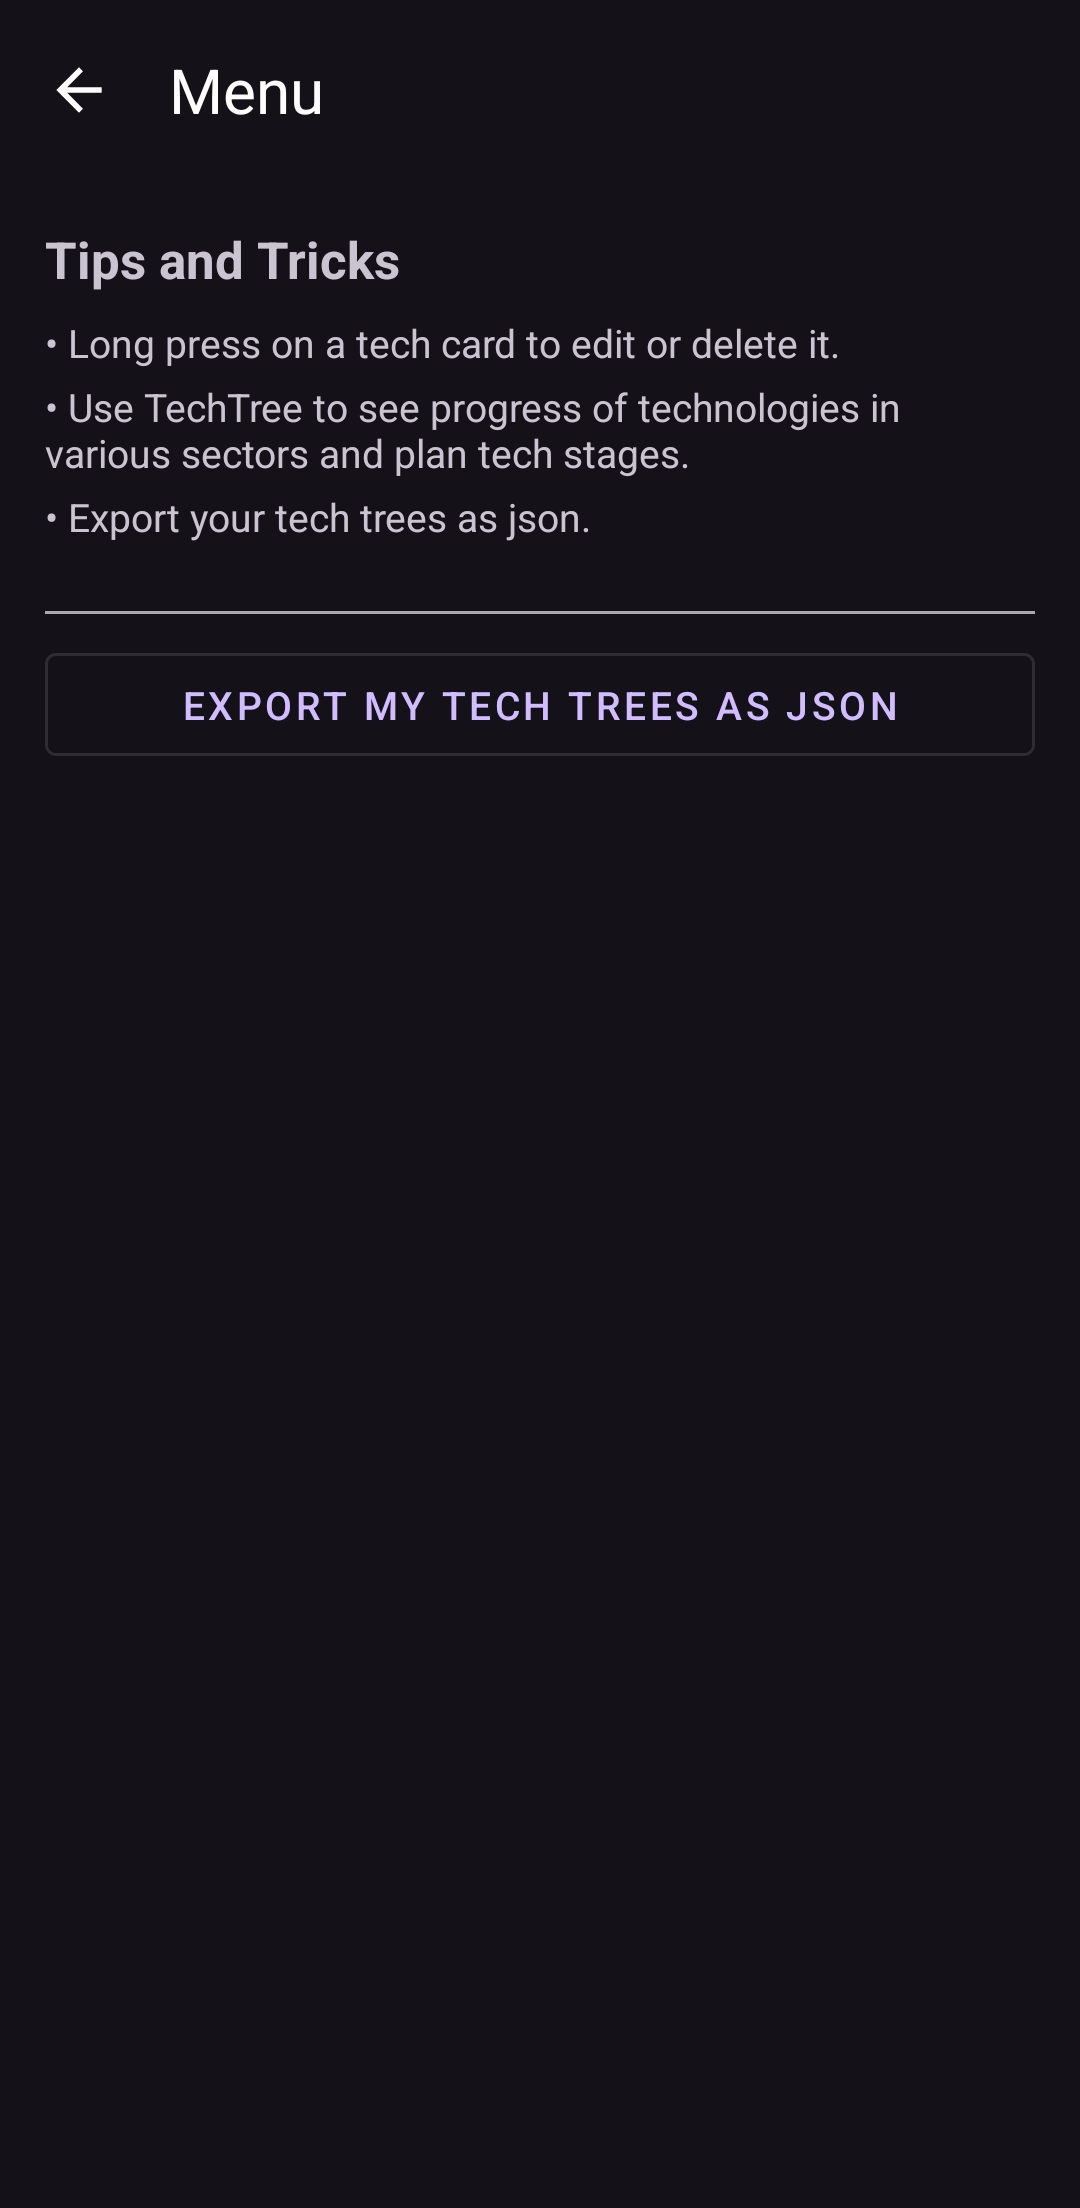 Menu
Tips and Tricks
• Long press on a tech card to edit or delete it.
• Use TechTree to see progress of technologies in
various sectors and plan tech stages.
• Export your tech trees as json.
EXPORT MY TECH TREES AS JSON